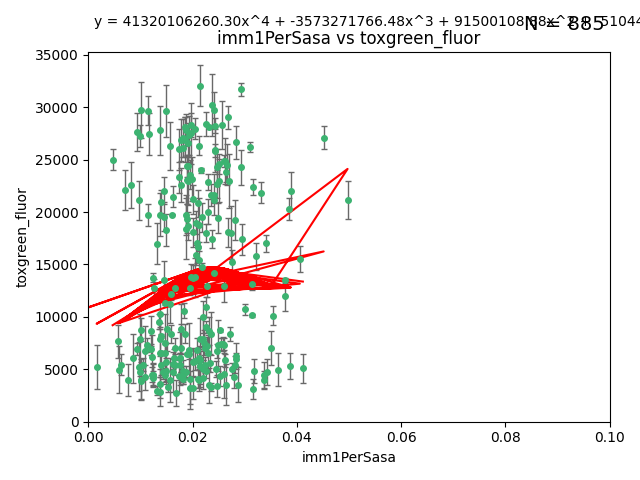 y = 41320106260.30x^4 + -3573271766.48x^3 + 91500108.
N = 885
imm1PerSasa vs toxgreen_fluor
35000
30000
25000
20000
15000
10000
5000
0
toxgreen_fluor
0.00 0.02 0.04 0.06 0.08 0.10
imm1PerSasa